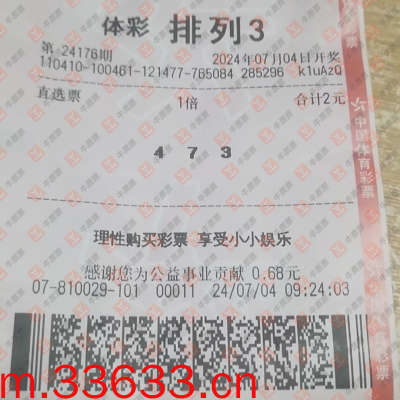 体彩 排列3
第 24176期 2024年07月04日开奖
110410-100461-121477-765084 285296 k1uAzQ
直选票 1倍 合计2元
4 7 3
理性购买彩票 享受小小娱乐
感谢您为公益事业贡献 0.68元
07-810029-101 00011 24/07/04 09:24:03
中国体育彩票
m.33633.com